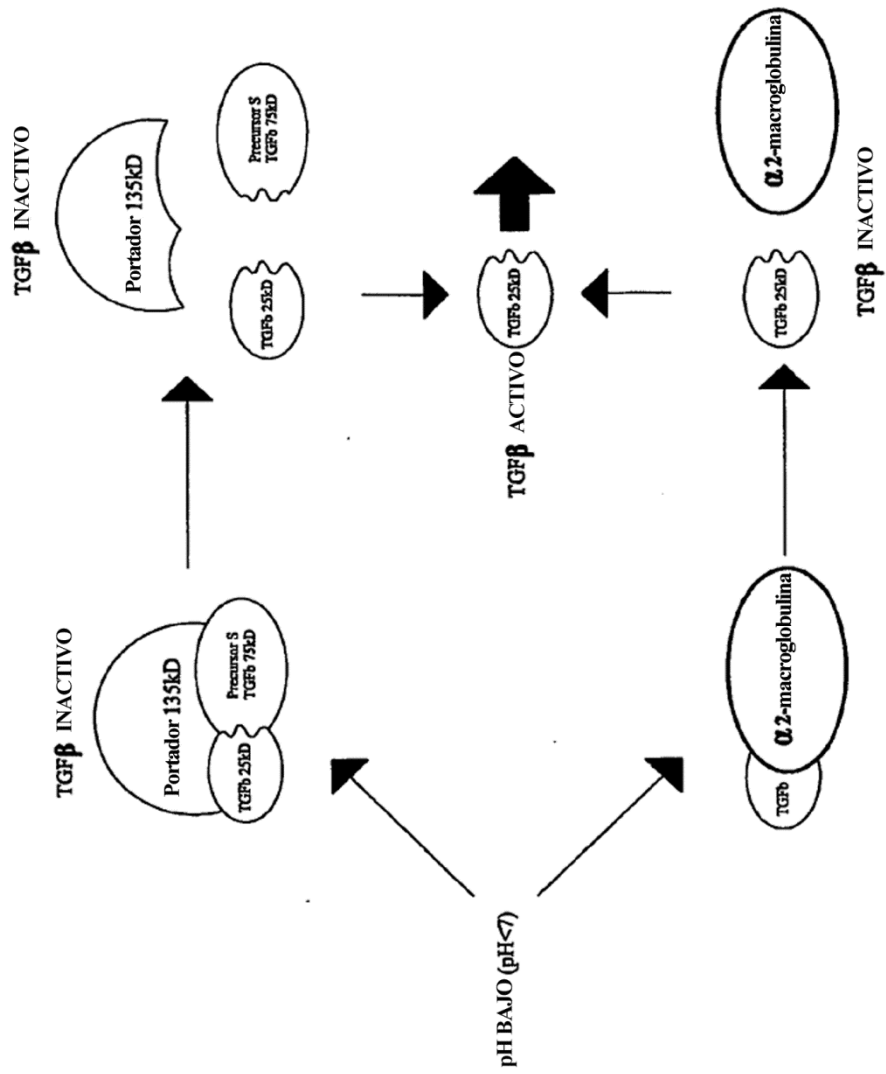 TGFβ INACTIVO
Portador 135kD
TGFb 25kD
Precursor S
TGFb 75kD
TGFβ INACTIVO
Portador 135kD
TGFb 25kD
Precursor S
TGFb 75kD
pH BAJO (pH<7)
TGFβ ACTIVO
TGFb 25kD
TGFb
α2-macroglobulina
TGFb 25kD
α2-macroglobulina
TGFβ INACTIVO